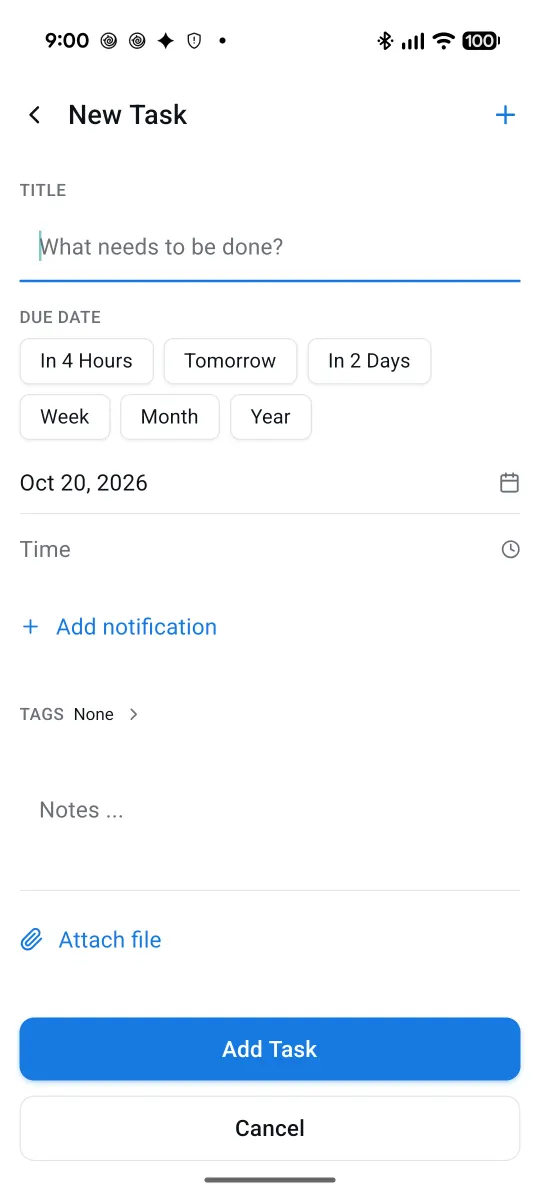 9:00
100
New Task
TITLE
What needs to be done?
DUE DATE
In 4 Hours
Tomorrow
In 2 Days
Week
Month
Year
Oct 20, 2026
Time
Add notification
TAGS None
Notes ...
Attach file
Add Task
Cancel